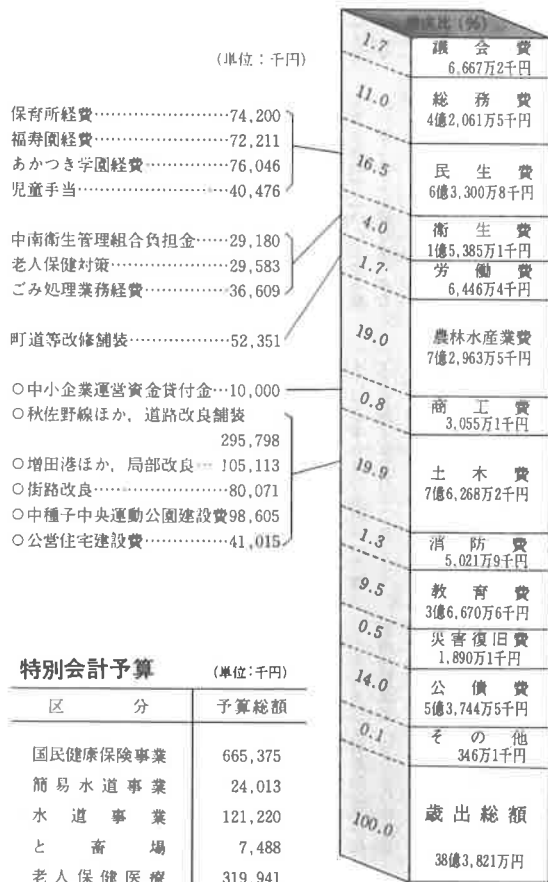 (単位:千円)
保育所経費……………………74,200
福寿園経費……………………72,211
あかつき学園経費……………76,046
児童手当………………………40,476
中南衛生管理組合負担金……29,180
老人保健対策…………………29,583
ごみ処理業務経費……………36,609
町道等改修舗装………………52,351
○中小企業運営資金貸付金…10,000
○秋佐野線ほか,道路改良舗装
295,798
○増田港ほか,局部改良…105,113
○街路改良……………………80,071
○中種子中央運動公園建設費98,605
○公営住宅建設費……………41,015
構成比(%)
1.7 議会費
6,667万2千円
11.0 総務費
4億2,061万5千円
16.5 民生費
6億3,300万8千円
4.0 衛生費
1億5,385万1千円
1.7 労働費
6,446万4千円
19.0 農林水産業費
7億2,963万5千円
0.8 商工費
3,055万1千円
19.9 土木費
7億6,268万2千円
1.3 消防費
5,021万9千円
9.5 教育費
3億6,670万6千円
0.5 災害復旧費
1,890万1千円
14.0 公債費
5億3,744万5千円
0.1 その他
346万1千円
100.0 歳出総額
38億3,821万円
特別会計予算 (単位:千円)
区分 予算総額
国民健康保険事業 665,375
簡易水道事業 24,013
水道事業 121,220
と畜場 7,488
老人保健医療 319,941